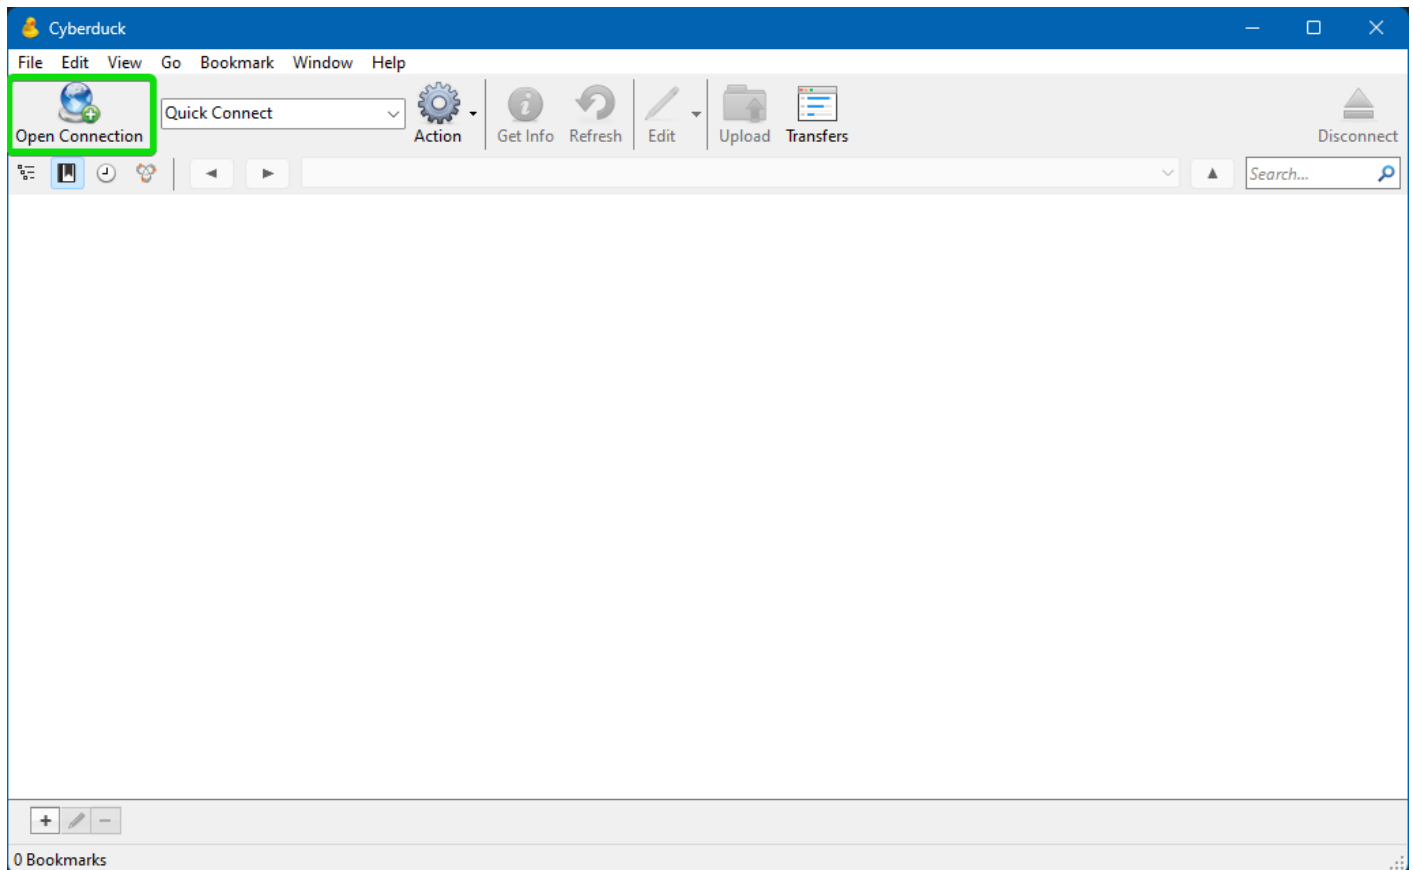 Cyberduck
File Edit View Go Bookmark Window Help
Open Connection
Quick Connect
Action
Get Info
Refresh
Edit
Upload
Transfers
Disconnect
Search...
0 Bookmarks